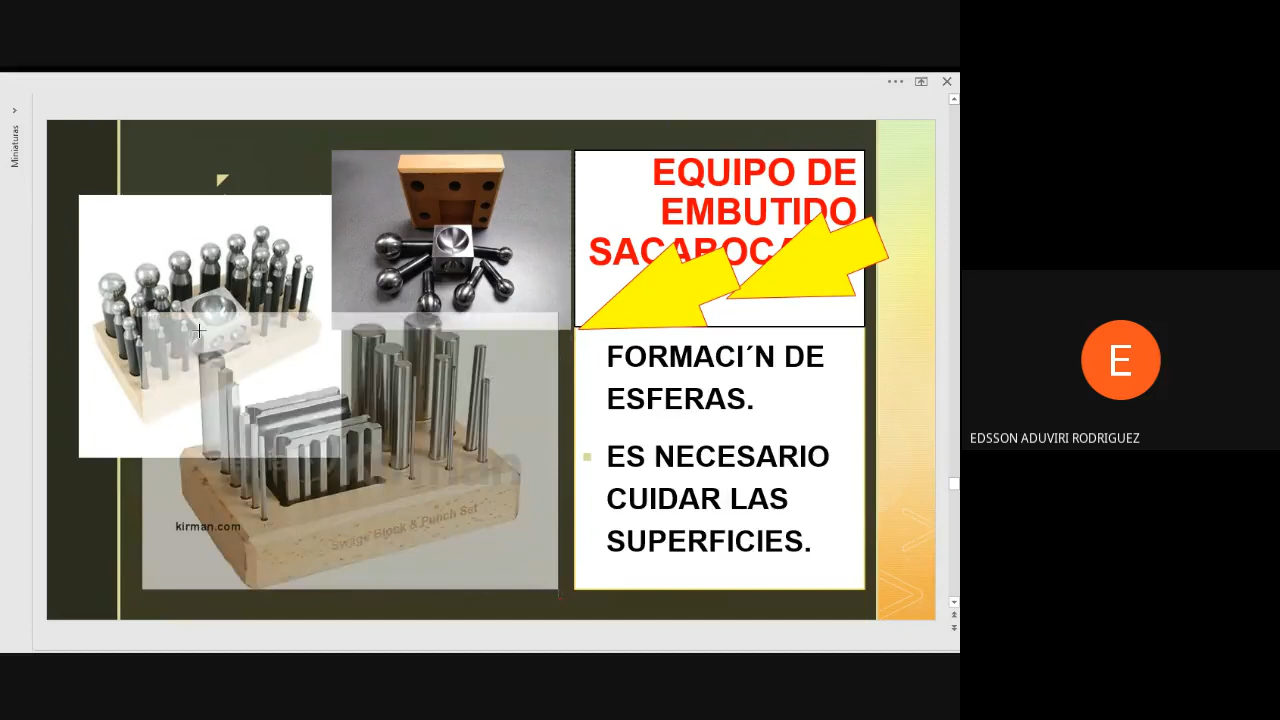 Miniaturas
EQUIPO DE
EMBUTIDO
FORMACI´N DE
ESFERAS.
ES NECESARIO
CUIDAR LAS
SUPERFICIES.
kirman.com
Swage Block & Punch Set
E
EDSSON ADUVIRI RODRIGUEZ